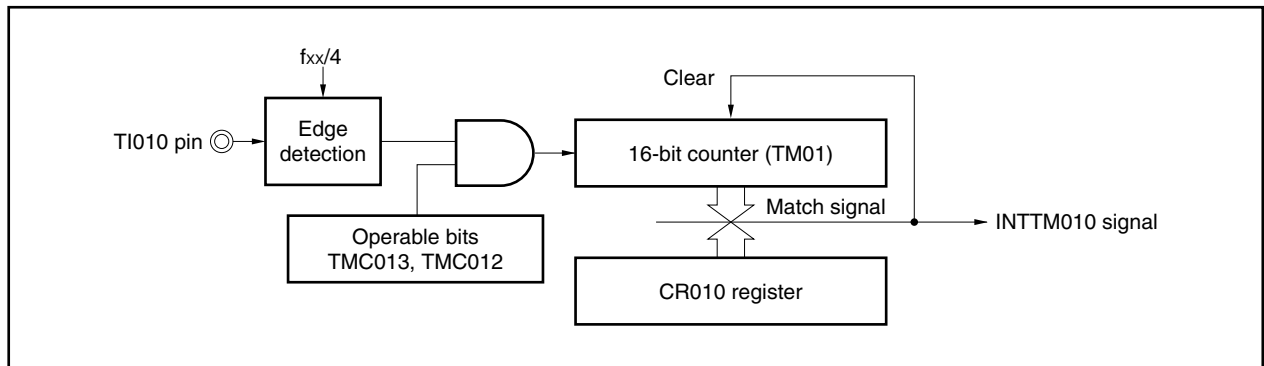 fxx/4
Clear
TI010 pin
Edge
detection
16-bit counter (TM01)
Match signal
INTTM010 signal
Operable bits
TMC013, TMC012
CR010 register